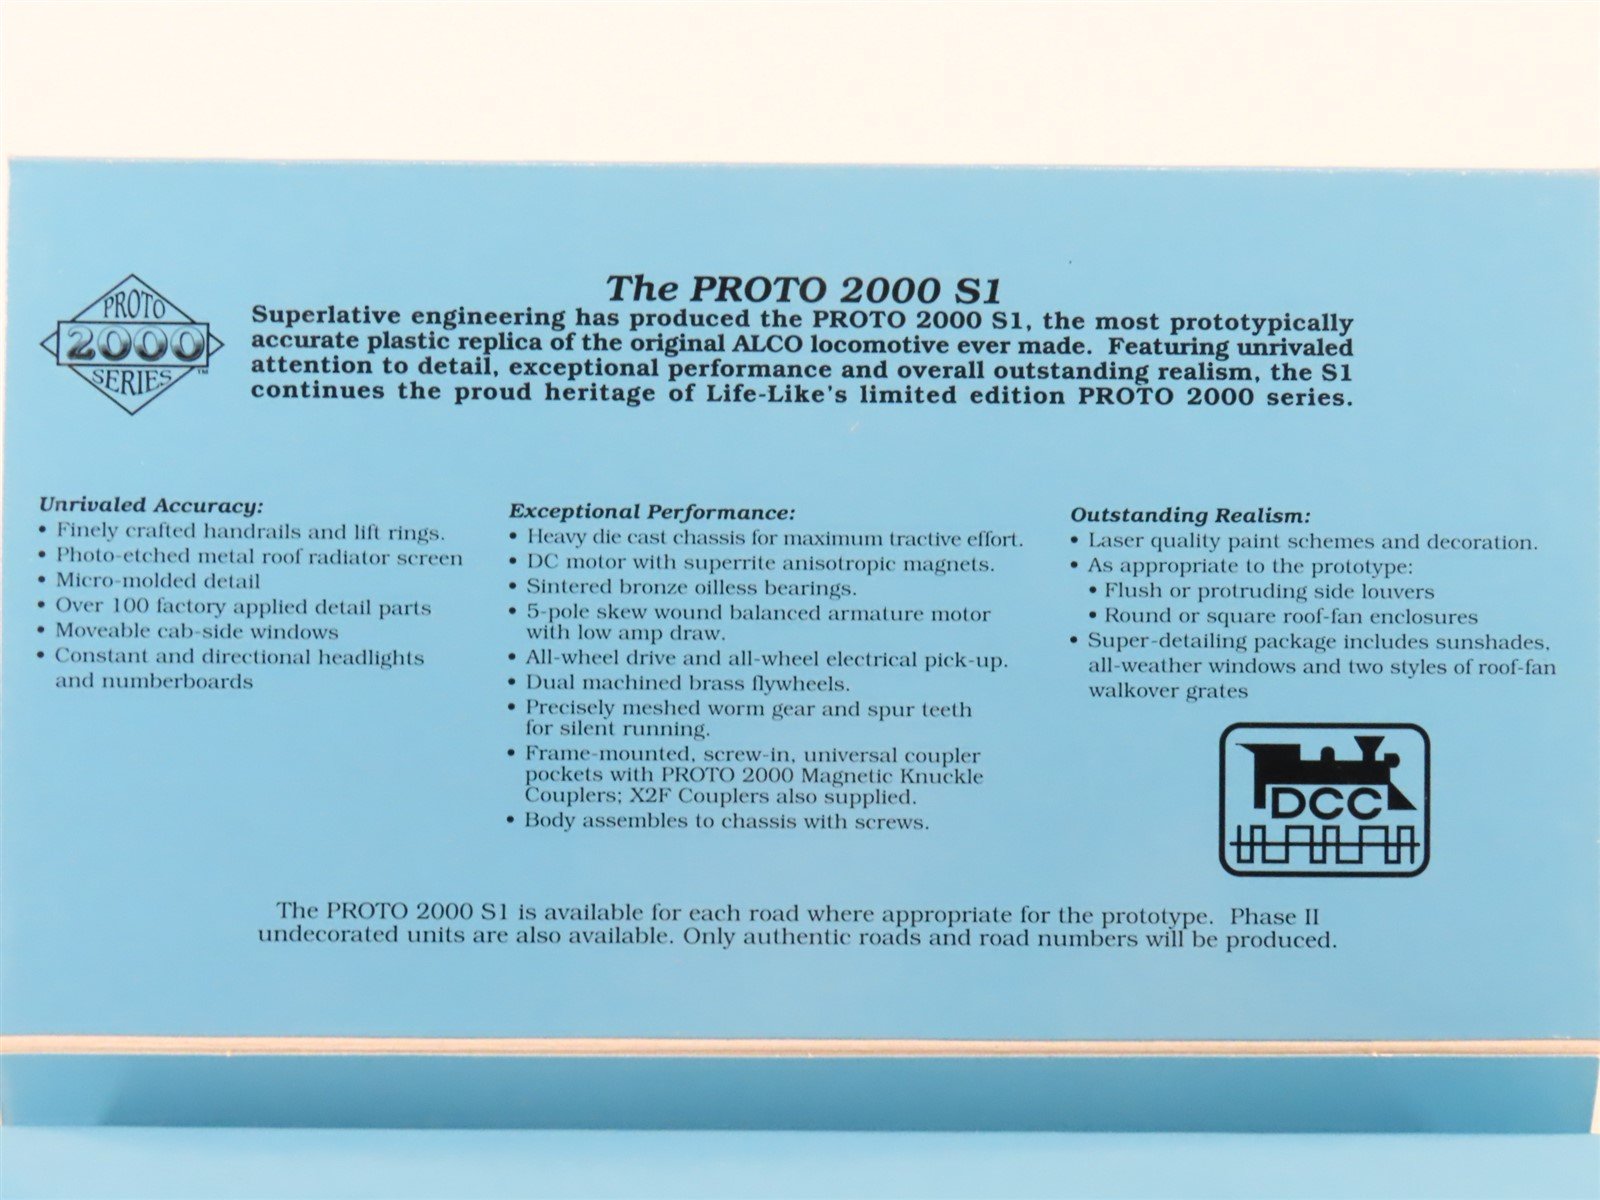 The PROTO 2000 S1
PROTO
2000
SERIES™
Superlative engineering has produced the PROTO 2000 S1, the most prototypically
accurate plastic replica of the original ALCO locomotive ever made. Featuring unrivaled
attention to detail, exceptional performance and overall outstanding realism, the S1
continues the proud heritage of Life-Like's limited edition PROTO 2000 series.
Unrivaled Accuracy:
• Finely crafted handrails and lift rings.
• Photo-etched metal roof radiator screen
• Micro-molded detail
• Over 100 factory applied detail parts
• Moveable cab-side windows
• Constant and directional headlights
and numberboards
Exceptional Performance:
• Heavy die cast chassis for maximum tractive effort.
• DC motor with superrite anisotropic magnets.
• Sintered bronze oilless bearings.
• 5-pole skew wound balanced armature motor
with low amp draw.
• All-wheel drive and all-wheel electrical pick-up.
• Dual machined brass flywheels.
• Precisely meshed worm gear and spur teeth
for silent running.
• Frame-mounted, screw-in, universal coupler
pockets with PROTO 2000 Magnetic Knuckle
Couplers; X2F Couplers also supplied.
• Body assembles to chassis with screws.
Outstanding Realism:
• Laser quality paint schemes and decoration.
• As appropriate to the prototype:
• Flush or protruding side louvers
• Round or square roof-fan enclosures
• Super-detailing package includes sunshades,
all-weather windows and two styles of roof-fan
walkover grates
DCC
The PROTO 2000 S1 is available for each road where appropriate for the prototype. Phase II
undecorated units are also available. Only authentic roads and road numbers will be produced.